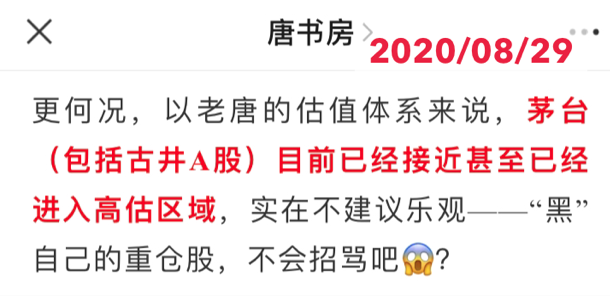 唐书房
2020/08/29
更何况，以老唐的估值体系来说，茅台
（包括古井A股）目前已经接近甚至已经
进入高估区域，实在不建议乐观——“黑”
自己的重仓股，不会招骂吧😱？